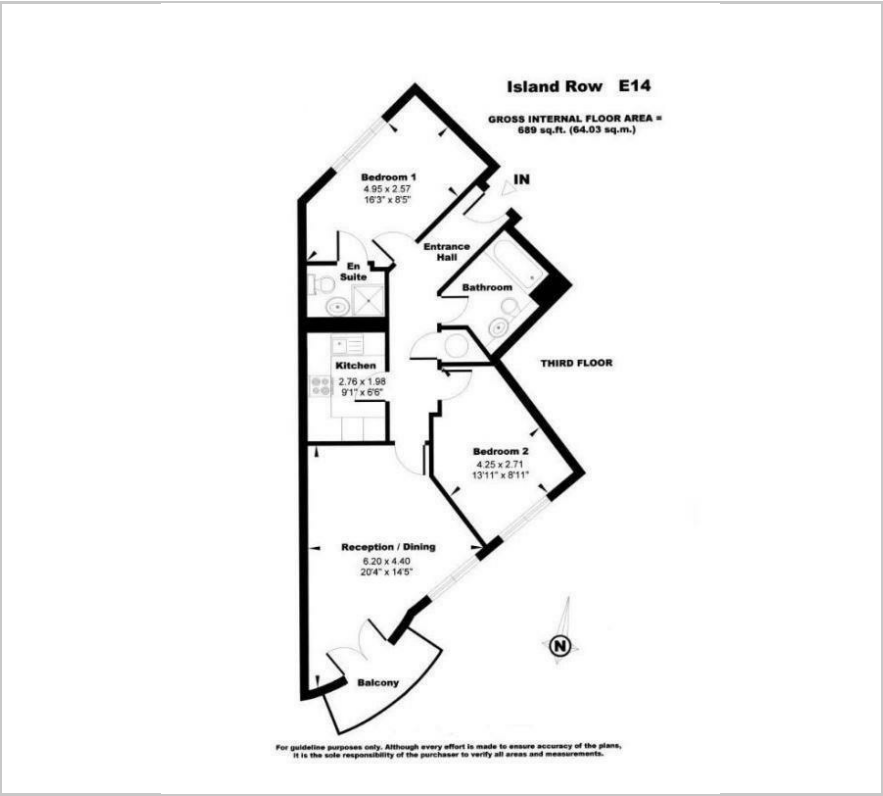 Island Row E14
GROSS INTERNAL FLOOR AREA =
689 sq.ft. (64.03 sq.m.)
IN
Bedroom 1
4.95 x 2.57
16'3" x 8'5"
Entrance
Hall
En
Suite
Bathroom
THIRD FLOOR
Kitchen
2.76 x 1.98
9'1" x 6'6"
Bedroom 2
4.25 x 2.71
13'11" x 8'11"
Reception / Dining
6.20 x 4.40
20'4" x 14'5"
N
Balcony
For guideline purposes only. Although every effort is made to ensure accuracy of the plans,
it is the sole responsibility of the purchaser to verify all areas and measurements.